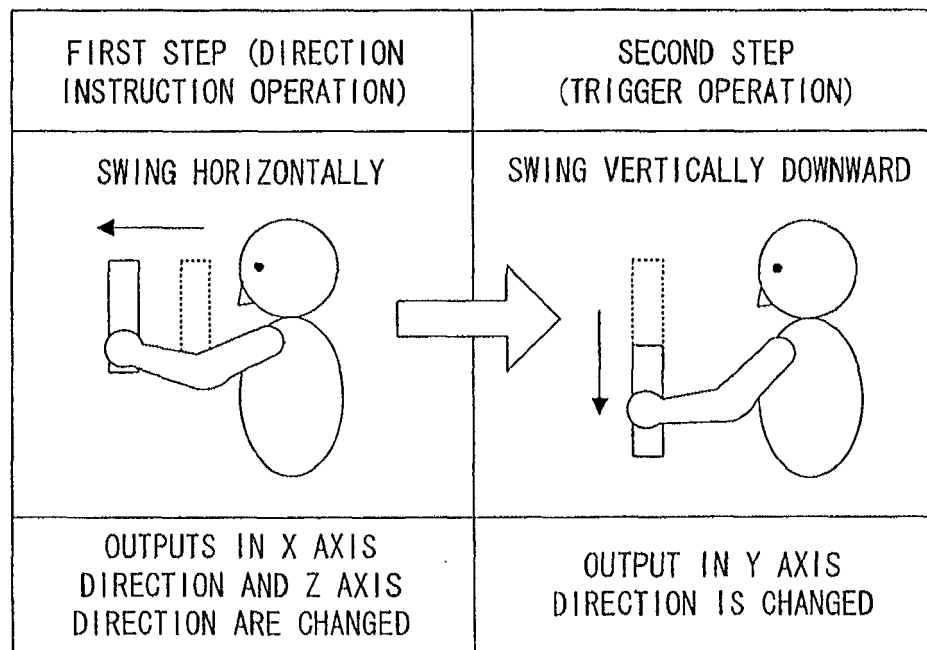 FIRST STEP (DIRECTION
INSTRUCTION OPERATION)
SECOND STEP
(TRIGGER OPERATION)
SWING HORIZONTALLY
SWING VERTICALLY DOWNWARD
OUTPUTS IN X AXIS
DIRECTION AND Z AXIS
DIRECTION ARE CHANGED
OUTPUT IN Y AXIS
DIRECTION IS CHANGED